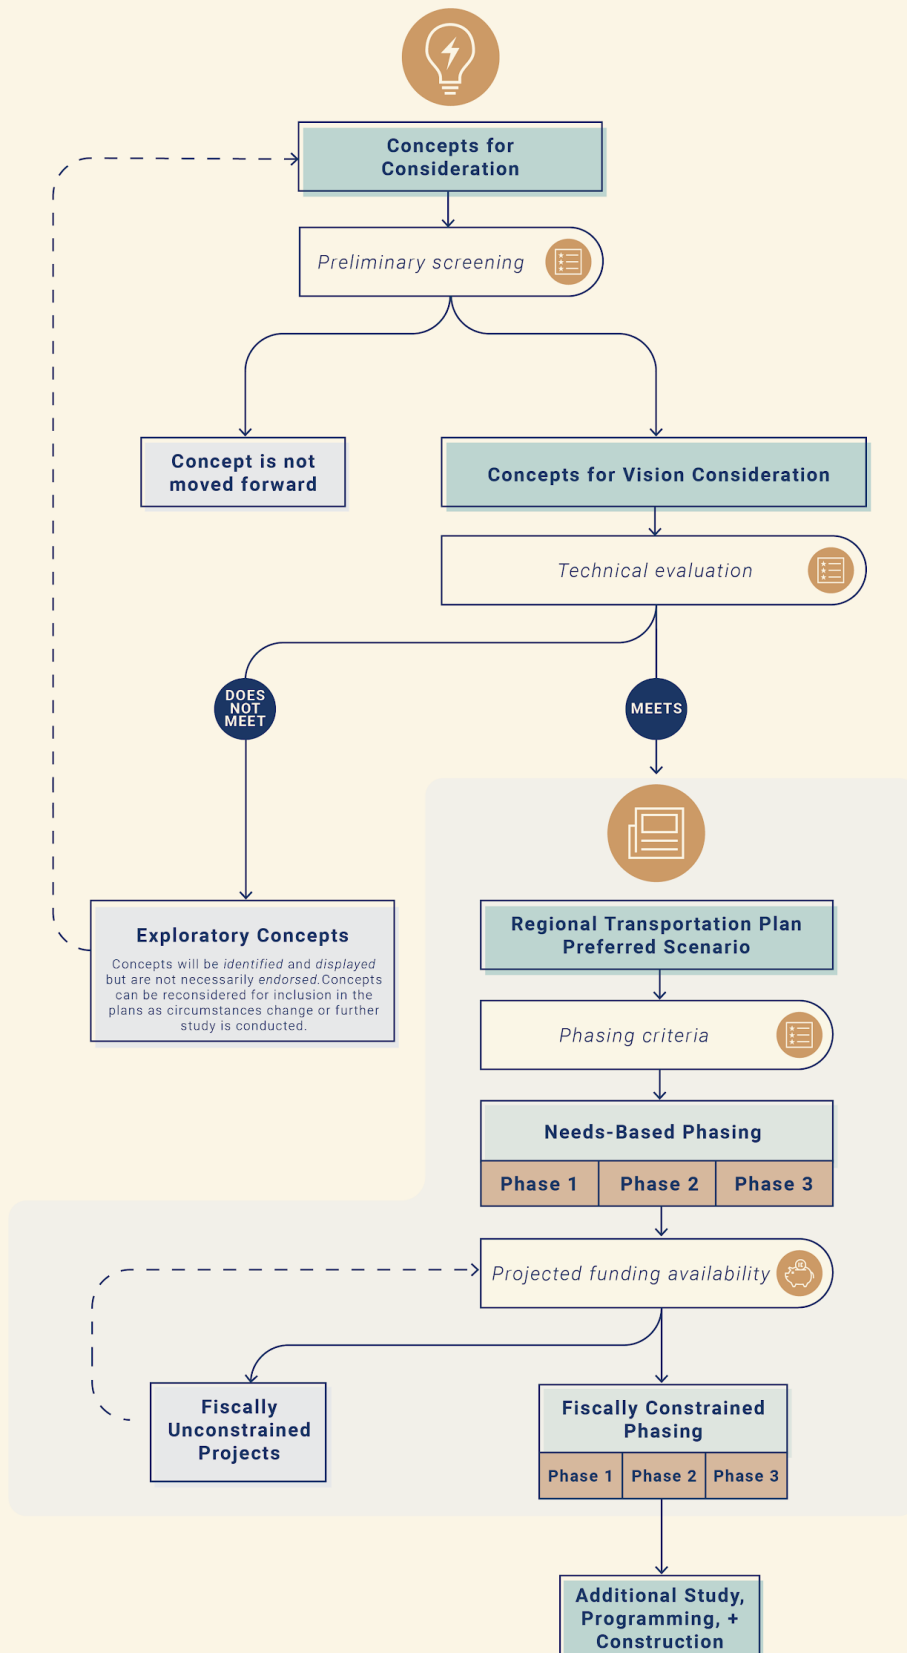 Concepts for
Consideration
Preliminary screening
Concept is not
moved forward
Concepts for Vision Consideration
Technical evaluation
DOES
NOT
MEET
MEETS
Exploratory Concepts
Concepts will be identified and displayed
but are not necessarily endorsed.Concepts
can be reconsidered for inclusion in the
plans as circumstances change or further
study is conducted.
Regional Transportation Plan
Preferred Scenario
Phasing criteria
Needs-Based Phasing
Phase 1 Phase 2 Phase 3
Projected funding availability
Fiscally
Unconstrained
Projects
Fiscally Constrained
Phasing
Phase 1 Phase 2 Phase 3
Additional Study,
Programming, +
Construction